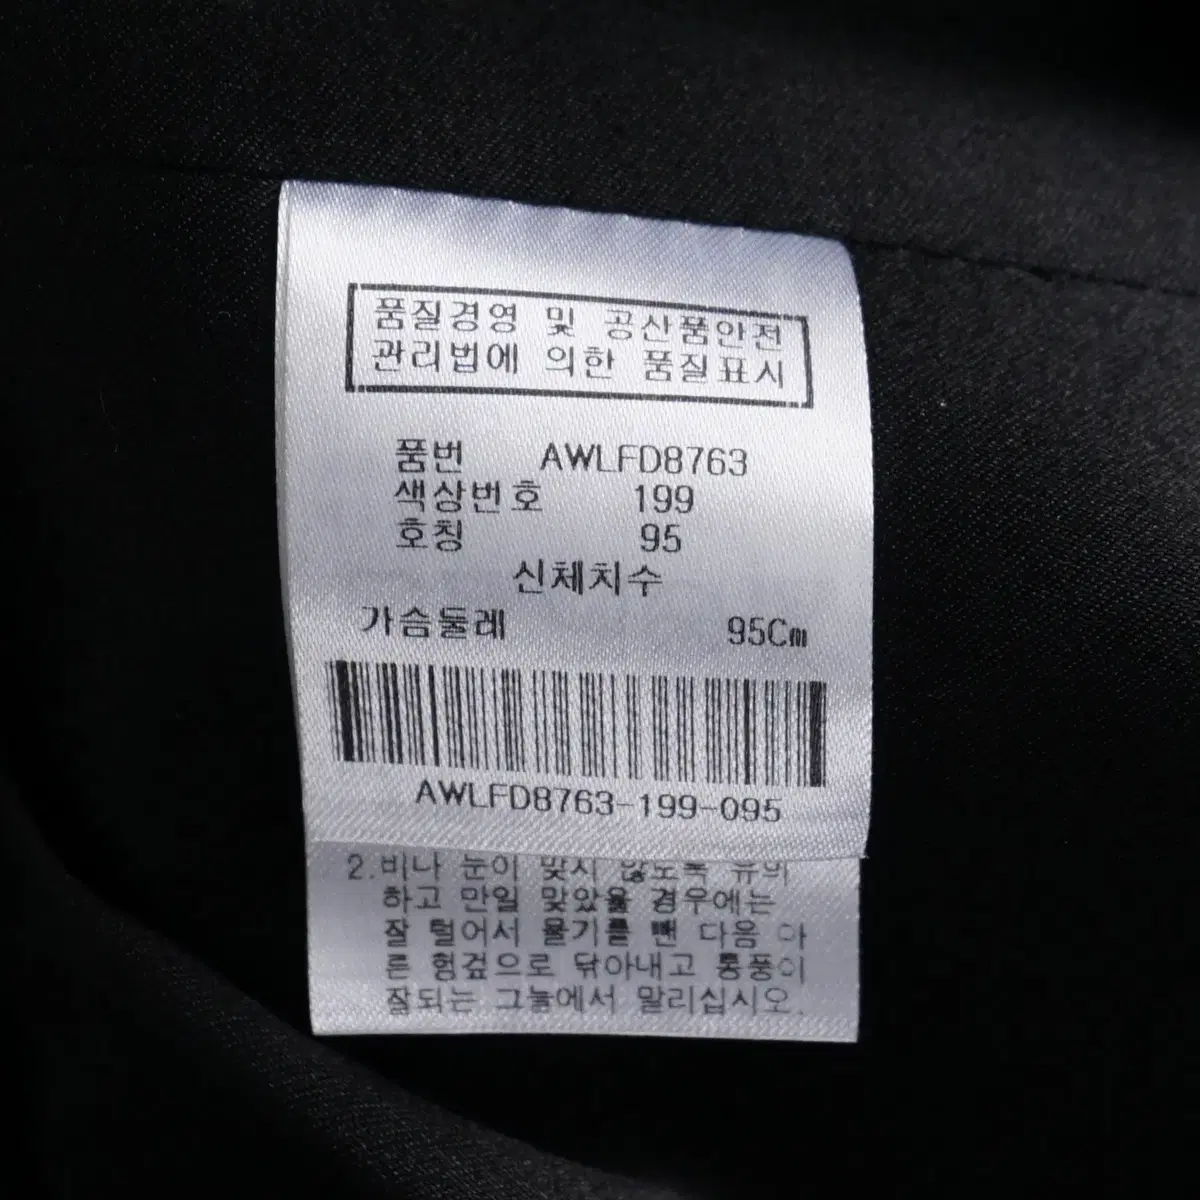 품질경영 및 공산품안전
관리법에 의한 품질표시
품번 AWLFD8763
색상번호 199
호칭 95
신체치수
가슴둘레 95Cm
AWLFD8763-199-095
2.비나 눈이 맞지 않도록 유의
하고 만일 맞았을 경우에는
잘 털어서 물기를 뺀 다음 마
른 헝겊으로 닦아내고 통풍이
잘되는 그늘에서 말리십시오.